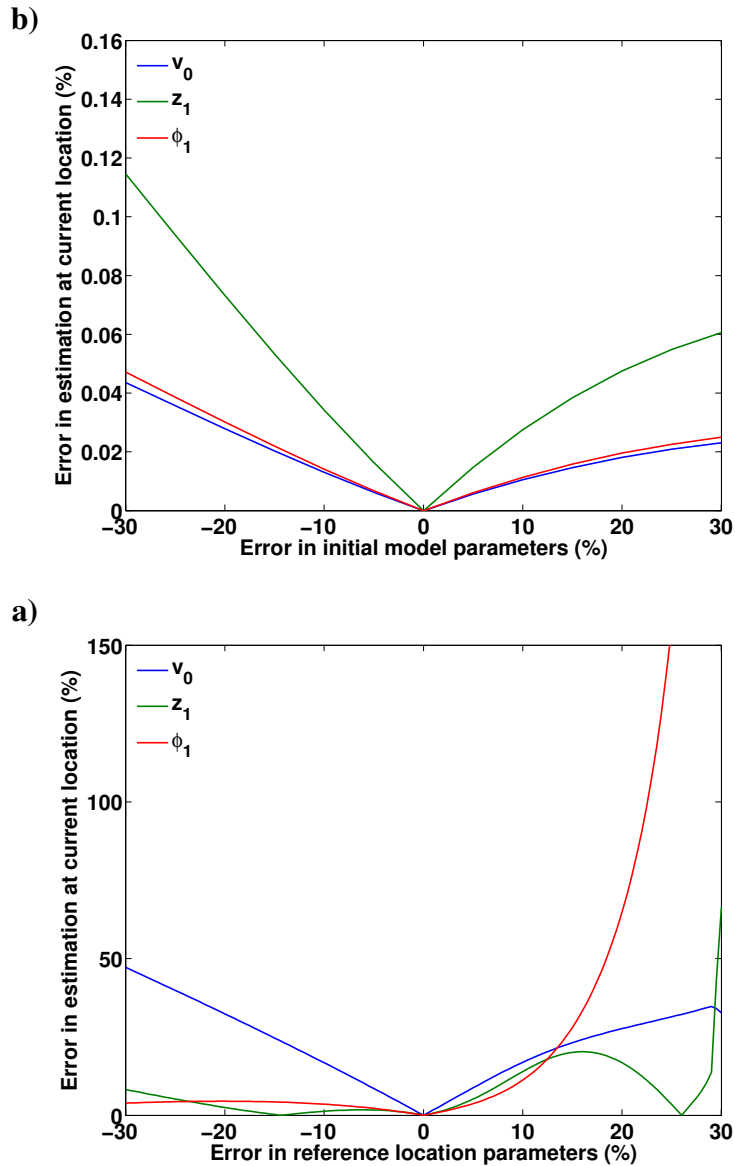 b)
Error in estimation at current location (%)
0.16
0.14
0.12
0.1
0.08
0.06
0.04
0.02
0
v0
z1
ϕ1
−30 −20 −10 0 10 20 30
Error in initial model parameters (%)
a)
Error in estimation at current location (%)
150
100
50
0
v0
z1
ϕ1
−30 −20 −10 0 10 20 30
Error in reference location parameters (%)